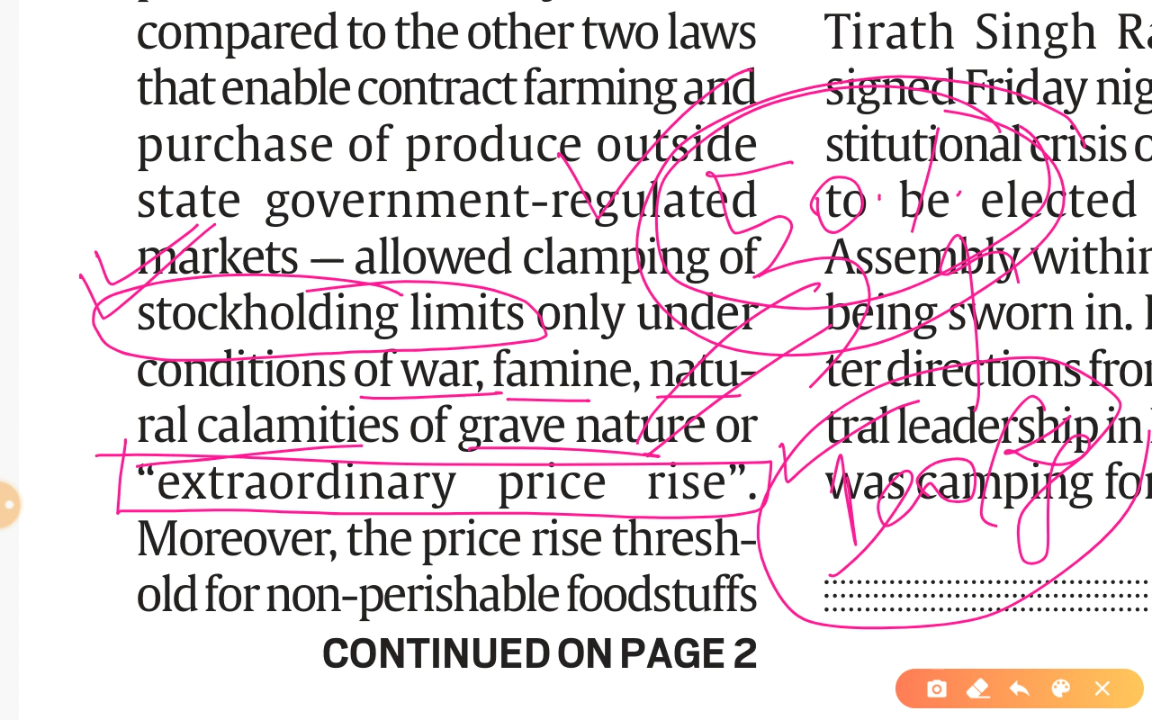 compared to the other two laws
that enable contract farming and
purchase of produce outside
state government-regulated
markets — allowed clamping of
stockholding limits only under
conditions of war, famine, natu-
ral calamities of grave nature or
“extraordinary price rise”.
Moreover, the price rise thresh-
old for non-perishable foodstuffs
CONTINUED ON PAGE 2
Tirath Singh Ra
signed Friday nig
stitutional crisis o
to be elected
Assembly within
being sworn in. I
ter directions from
tral leadership in
was camping for